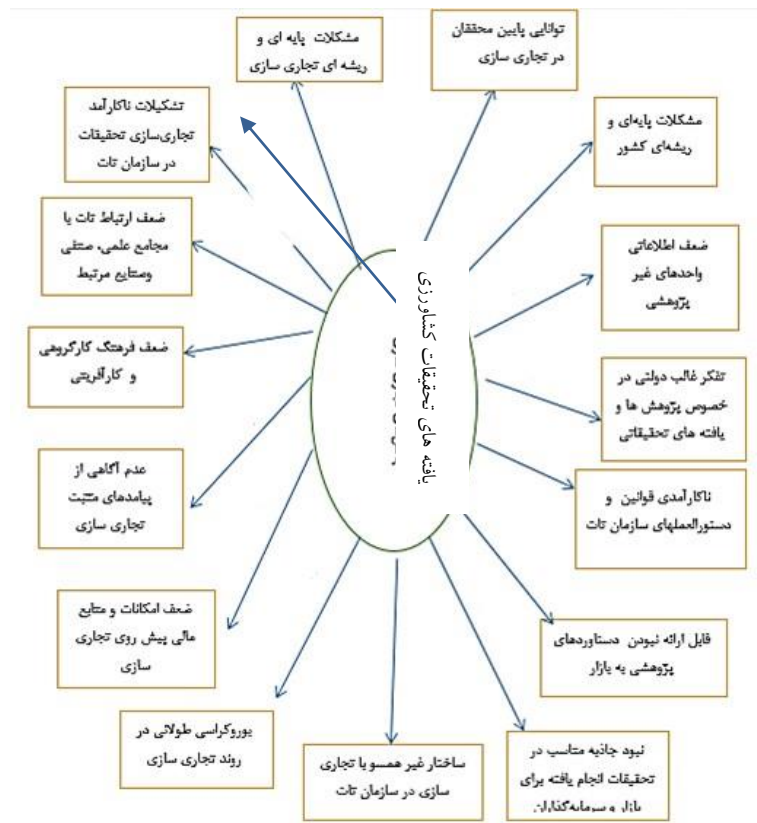 توانایی پایین محققان
در تجاری سازی
مشکلات پایه ای و
ریشه ای تجاری سازی
مشکلات پایه‌ای و
ریشه‌ای کشور
تشکیلات ناکارآمد
تجاری‌سازی تحقیقات
در سازمان تات
ضعف ارتباط تات با
مجامع علمی، صنفی
وصنایع مرتبط
ضعف اطلاعاتی
واحدهای غیر
پژوهشی
ضعف فرهنگ کارگروهی
و کارآفرینی
تفکر غالب دولتی در
خصوص پژوهش ها و
یافته های تحقیقاتی
یافته های تحقیقات کشاورزی
عدم آگاهی از
پیامدهای مثبت
تجاری سازی
ناکارآمدی قوانین و
دستورالعملهای سازمان تات
ضعف امکانات و منابع
مالی پیش روی تجاری
سازی
قابل ارائه نبودن دستاوردهای
پژوهشی به بازار
بوروکراسی طولانی در
روند تجاری سازی
ساختار غیر همسو با تجاری
سازی در سازمان تات
نبود جاذبه مناسب در
تحقیقات انجام یافته برای
بازار و سرمایه‌گذاران